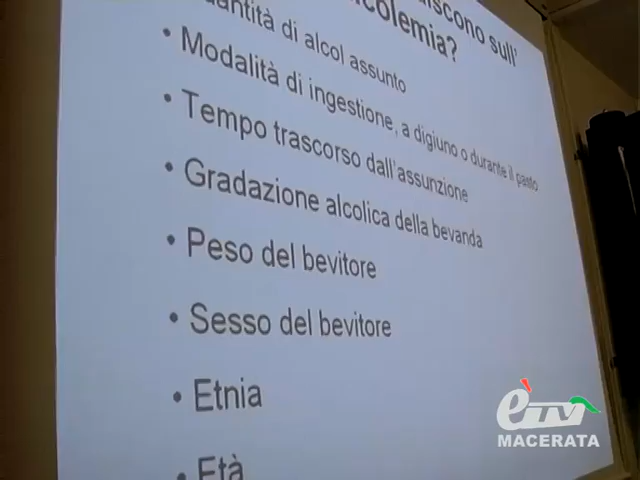 iscono sull'
colemia?
antità di alcol assunto
• Modalità di ingestione, a digiuno o durante il pasto
• Tempo trascorso dall'assunzione
• Gradazione alcolica della bevanda
• Peso del bevitore
• Sesso del bevitore
• Etnia
• Età
eTV
MACERATA